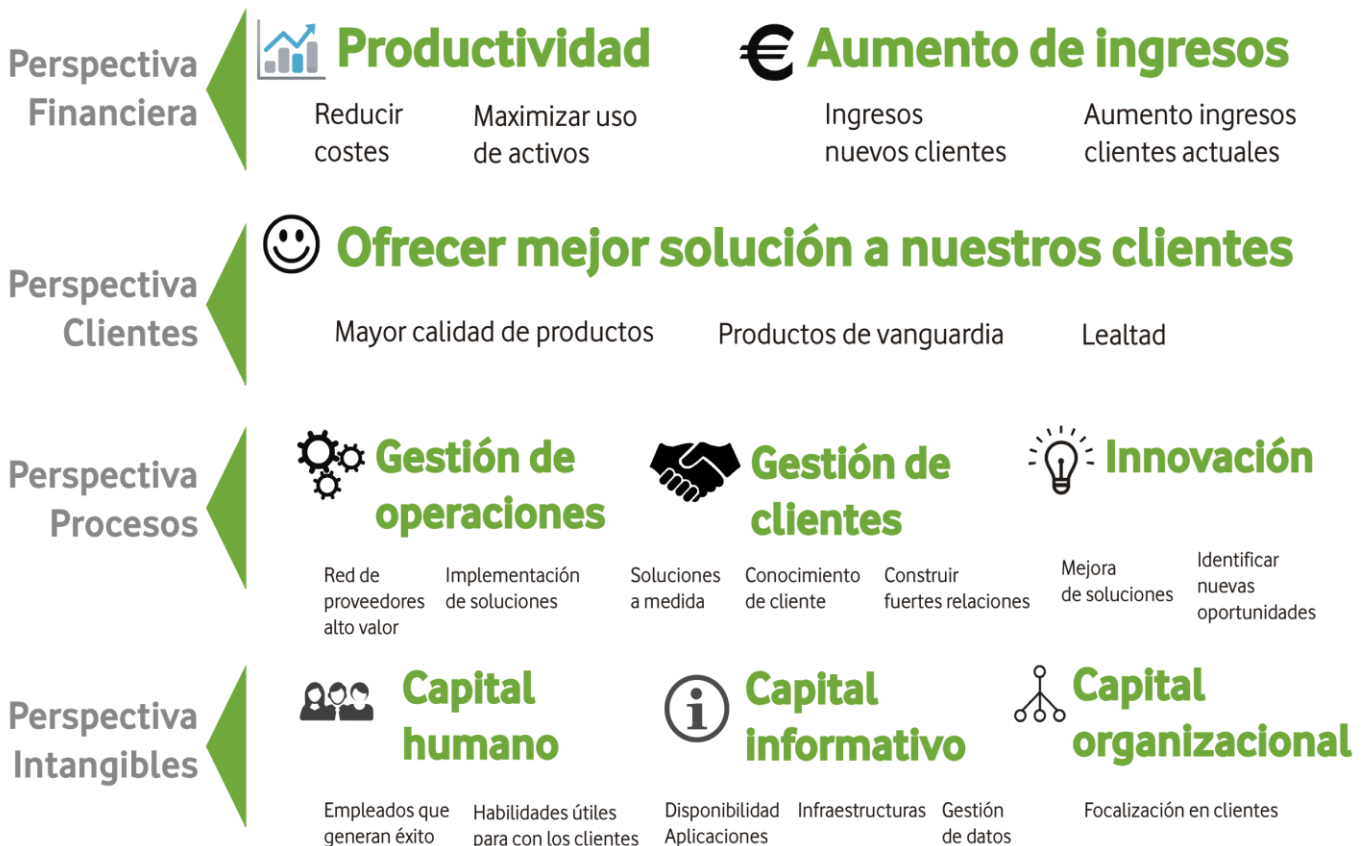 Perspectiva
Financiera
Productividad
€ Aumento de ingresos
Reducir
costes
Maximizar uso
de activos
Ingresos
nuevos clientes
Aumento ingresos
clientes actuales
Perspectiva
Clientes
Ofrecer mejor solución a nuestros clientes
Mayor calidad de productos
Productos de vanguardia
Lealtad
Perspectiva
Procesos
Gestión de
operaciones
Gestión de
clientes
Innovación
Red de
proveedores
alto valor
Implementación
de soluciones
Soluciones
a medida
Conocimiento
de cliente
Construir
fuertes relaciones
Mejora
de soluciones
Identificar
nuevas
oportunidades
Perspectiva
Intangibles
Capital
humano
Capital
informativo
Capital
organizacional
Empleados que
generan éxito
Habilidades útiles
para con los clientes
Disponibilidad
Aplicaciones
Infraestructuras
Gestión
de datos
Focalización en clientes